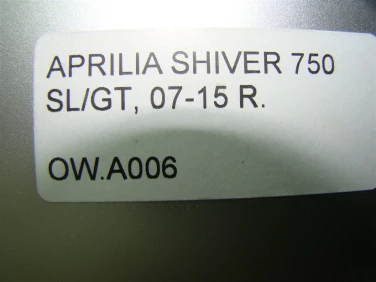 APRILIA SHIVER 750
SL/GT, 07-15 R.
OW.A006